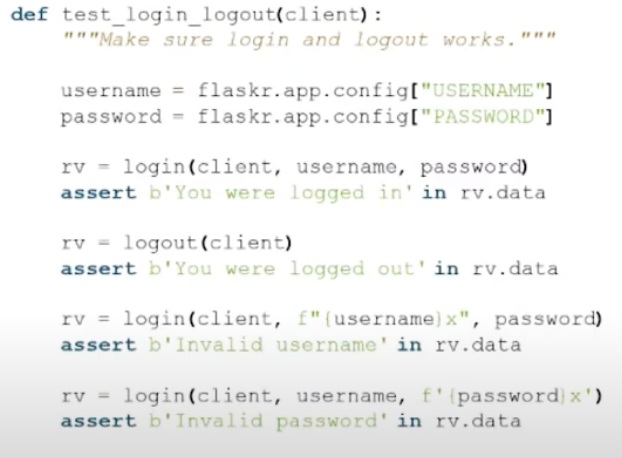 def test_login_logout(client):
    """Make sure login and logout works."""

    username = flaskr.app.config["USERNAME"]
    password = flaskr.app.config["PASSWORD"]

    rv = login(client, username, password)
    assert b'You were logged in' in rv.data

    rv = logout(client)
    assert b'You were logged out' in rv.data

    rv = login(client, f"{username}x", password)
    assert b'Invalid username' in rv.data

    rv = login(client, username, f'{password}x')
    assert b'Invalid password' in rv.data